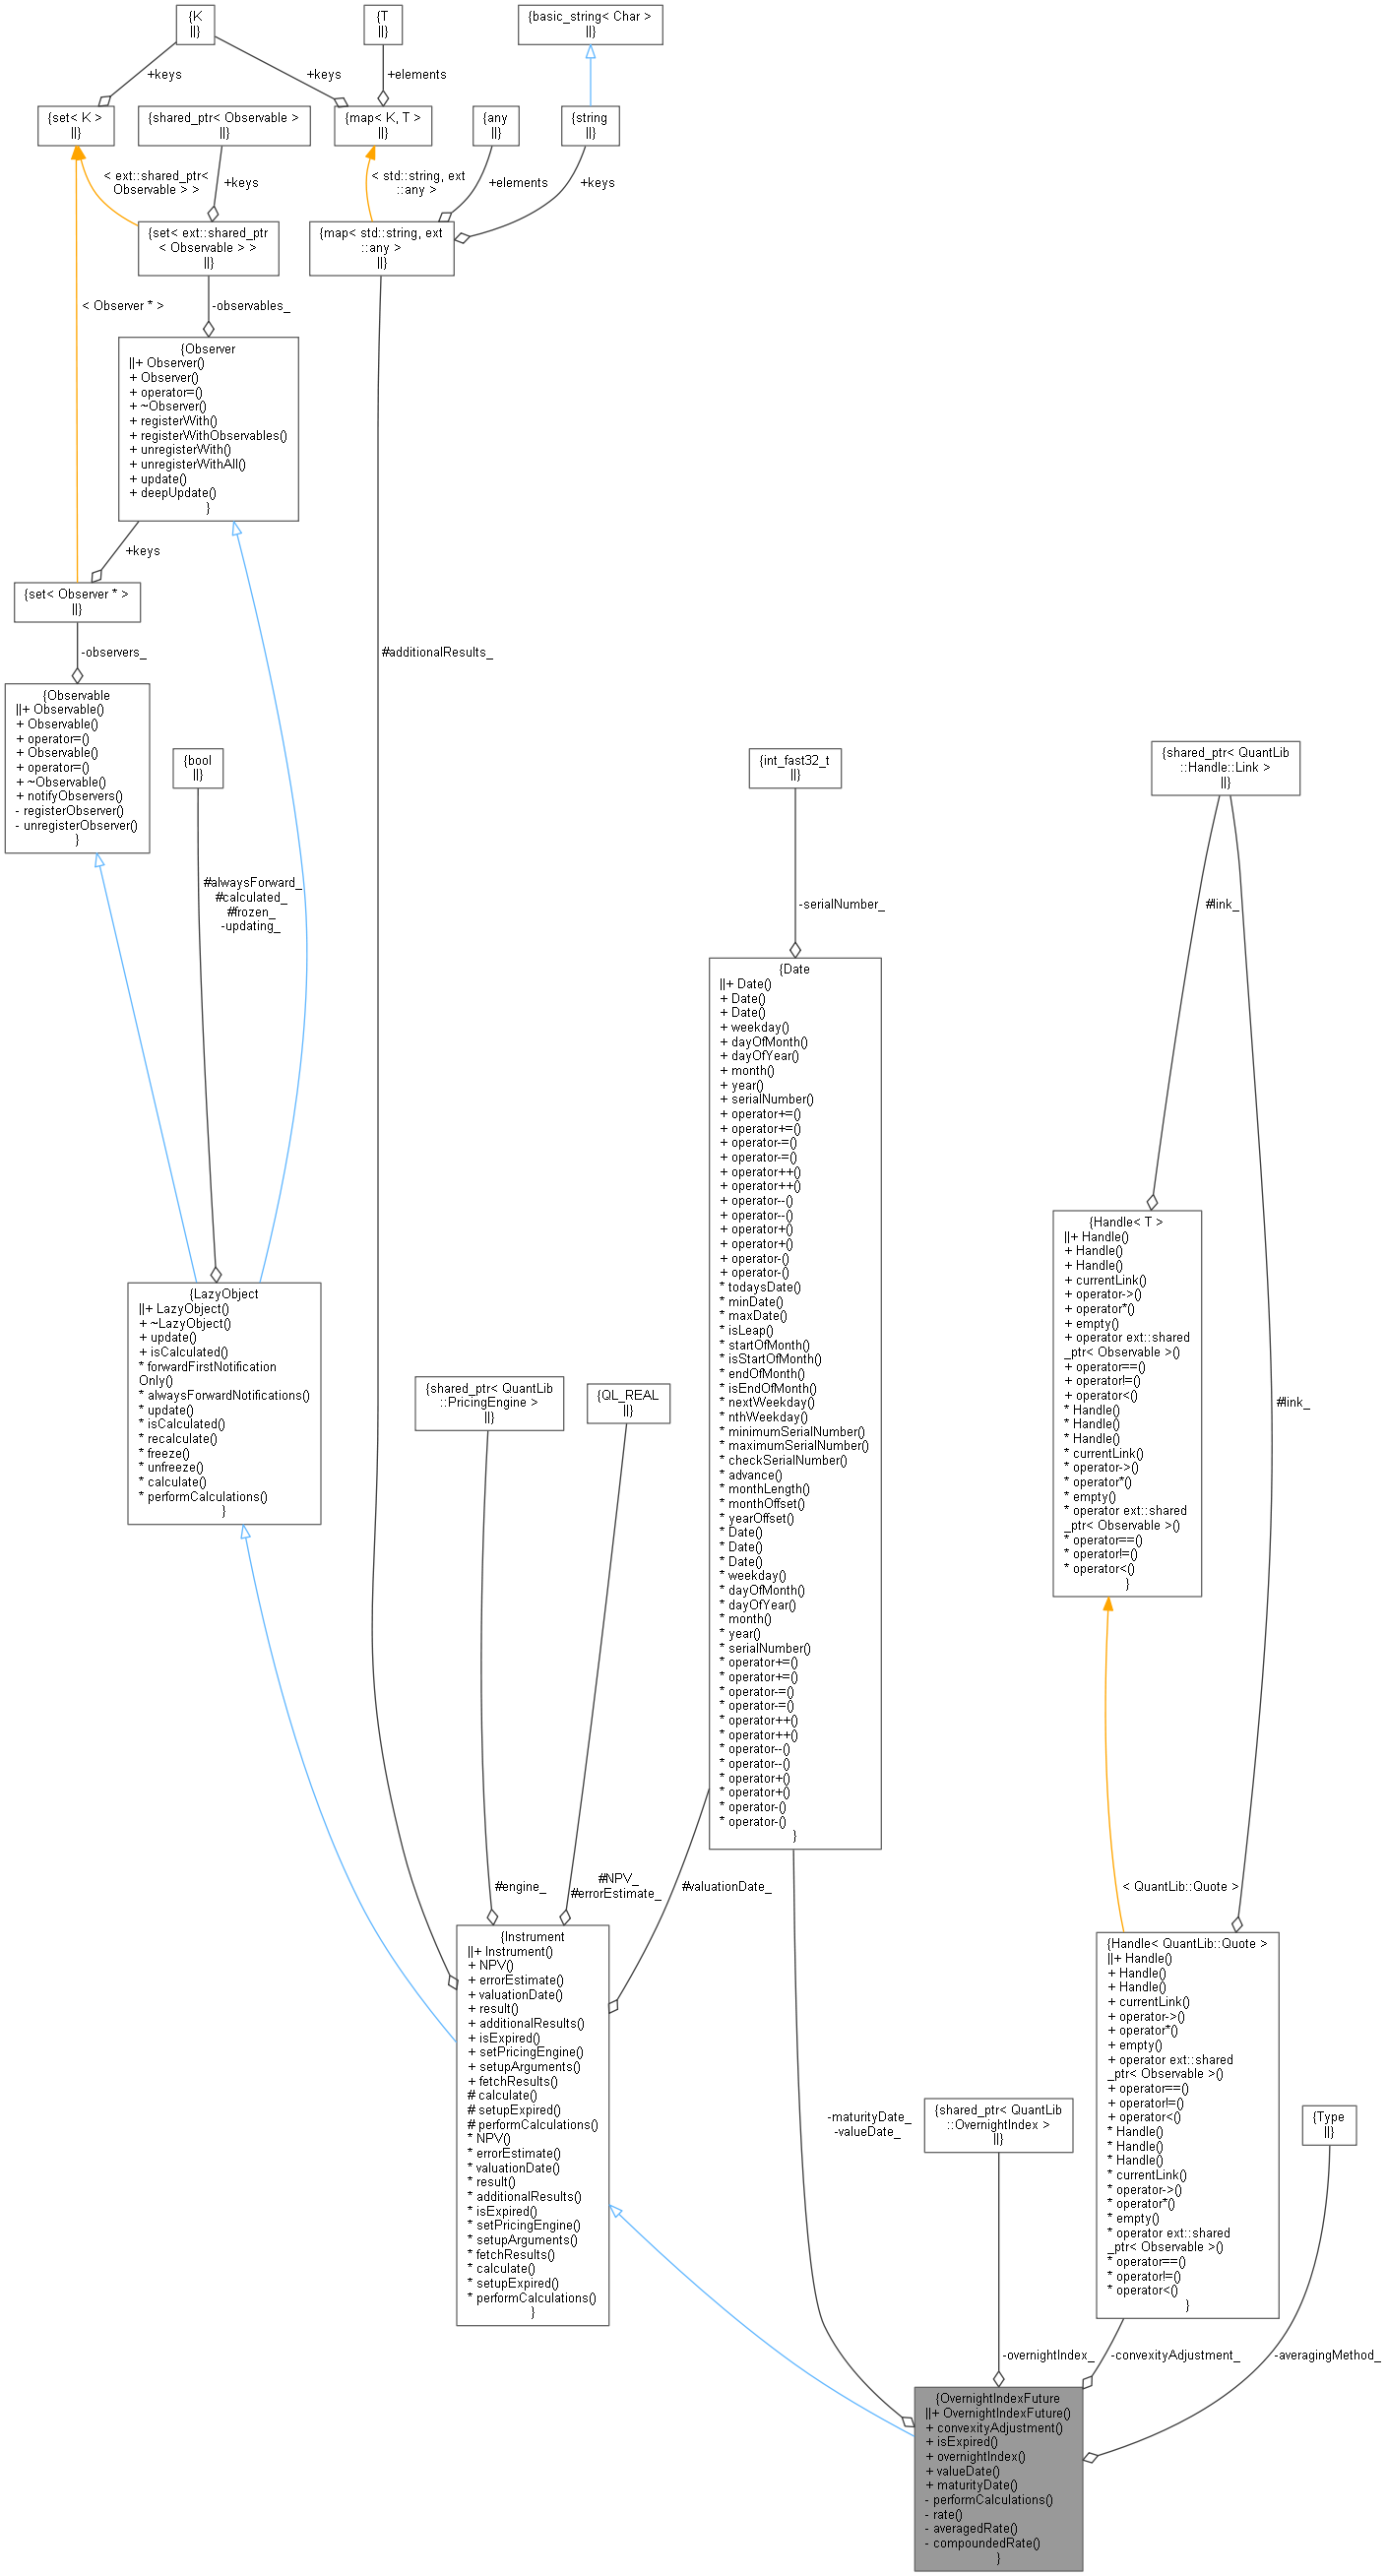 {K
||}
{T
||}
{basic_string< Char >
||}
+keys
+keys
+elements
{set< K >
||}
{shared_ptr< Observable >
||}
{map< K, T >
||}
{any
||}
{string
||}
< ext::shared_ptr<
Observable > >
+keys
< std::string, ext
::any >
+elements
+keys
{set< ext::shared_ptr
< Observable > >
||}
{map< std::string, ext
::any >
||}
< Observer * >
-observables_
{Observer
||+ Observer()
+ Observer()
+ operator=()
+ ~Observer()
+ registerWith()
+ registerWithObservables()
+ unregisterWith()
+ unregisterWithAll()
+ update()
+ deepUpdate()
}
+keys
{set< Observer * >
||}
-observers_
#additionalResults_
{Observable
||+ Observable()
+ Observable()
+ operator=()
+ Observable()
+ operator=()
+ ~Observable()
+ notifyObservers()
- registerObserver()
- unregisterObserver()
}
{bool
||}
{int_fast32_t
||}
{shared_ptr< QuantLib
::Handle::Link >
||}
#alwaysForward_
#calculated_
#frozen_
-updating_
-serialNumber_
#link_
{Date
||+ Date()
+ Date()
+ Date()
+ weekday()
+ dayOfMonth()
+ dayOfYear()
+ month()
+ year()
+ serialNumber()
+ operator+=()
+ operator+=()
+ operator-=()
+ operator-=()
+ operator++()
+ operator++()
+ operator--()
+ operator--()
+ operator+()
+ operator+()
+ operator-()
+ operator-()
* todaysDate()
* minDate()
* maxDate()
* isLeap()
* startOfMonth()
* isStartOfMonth()
* endOfMonth()
* isEndOfMonth()
* nextWeekday()
* nthWeekday()
* minimumSerialNumber()
* maximumSerialNumber()
* checkSerialNumber()
* advance()
* monthLength()
* monthOffset()
* yearOffset()
* Date()
* Date()
* Date()
* weekday()
* dayOfMonth()
* dayOfYear()
* month()
* year()
* serialNumber()
* operator+=()
* operator+=()
* operator-=()
* operator-=()
* operator++()
* operator++()
* operator--()
* operator--()
* operator+()
* operator+()
* operator-()
* operator-()
}
{Handle< T >
||+ Handle()
+ Handle()
+ Handle()
+ currentLink()
+ operator->()
+ operator*()
+ empty()
+ operator ext::shared
_ptr< Observable >()
+ operator==()
+ operator!=()
+ operator<()
* Handle()
* Handle()
* Handle()
* currentLink()
* operator->()
* operator*()
* empty()
* operator ext::shared
_ptr< Observable >()
* operator==()
* operator!=()
* operator<()
}
#link_
{LazyObject
||+ LazyObject()
+ ~LazyObject()
+ update()
+ isCalculated()
* forwardFirstNotification
Only()
* alwaysForwardNotifications()
* update()
* isCalculated()
* recalculate()
* freeze()
* unfreeze()
* calculate()
* performCalculations()
}
{shared_ptr< QuantLib
::PricingEngine >
||}
{QL_REAL
||}
#engine_
#NPV_
#errorEstimate_
#valuationDate_
< QuantLib::Quote >
{Instrument
||+ Instrument()
+ NPV()
+ errorEstimate()
+ valuationDate()
+ result()
+ additionalResults()
+ isExpired()
+ setPricingEngine()
+ setupArguments()
+ fetchResults()
# calculate()
# setupExpired()
# performCalculations()
* NPV()
* errorEstimate()
* valuationDate()
* result()
* additionalResults()
* isExpired()
* setPricingEngine()
* setupArguments()
* fetchResults()
* calculate()
* setupExpired()
* performCalculations()
}
{Handle< QuantLib::Quote >
||+ Handle()
+ Handle()
+ Handle()
+ currentLink()
+ operator->()
+ operator*()
+ empty()
+ operator ext::shared
_ptr< Observable >()
+ operator==()
+ operator!=()
+ operator<()
* Handle()
* Handle()
* Handle()
* currentLink()
* operator->()
* operator*()
* empty()
* operator ext::shared
_ptr< Observable >()
* operator==()
* operator!=()
* operator<()
}
-maturityDate_
-valueDate_
{shared_ptr< QuantLib
::OvernightIndex >
||}
{Type
||}
-overnightIndex_
-convexityAdjustment_
-averagingMethod_
{OvernightIndexFuture
||+ OvernightIndexFuture()
+ convexityAdjustment()
+ isExpired()
+ overnightIndex()
+ valueDate()
+ maturityDate()
- performCalculations()
- rate()
- averagedRate()
- compoundedRate()
}